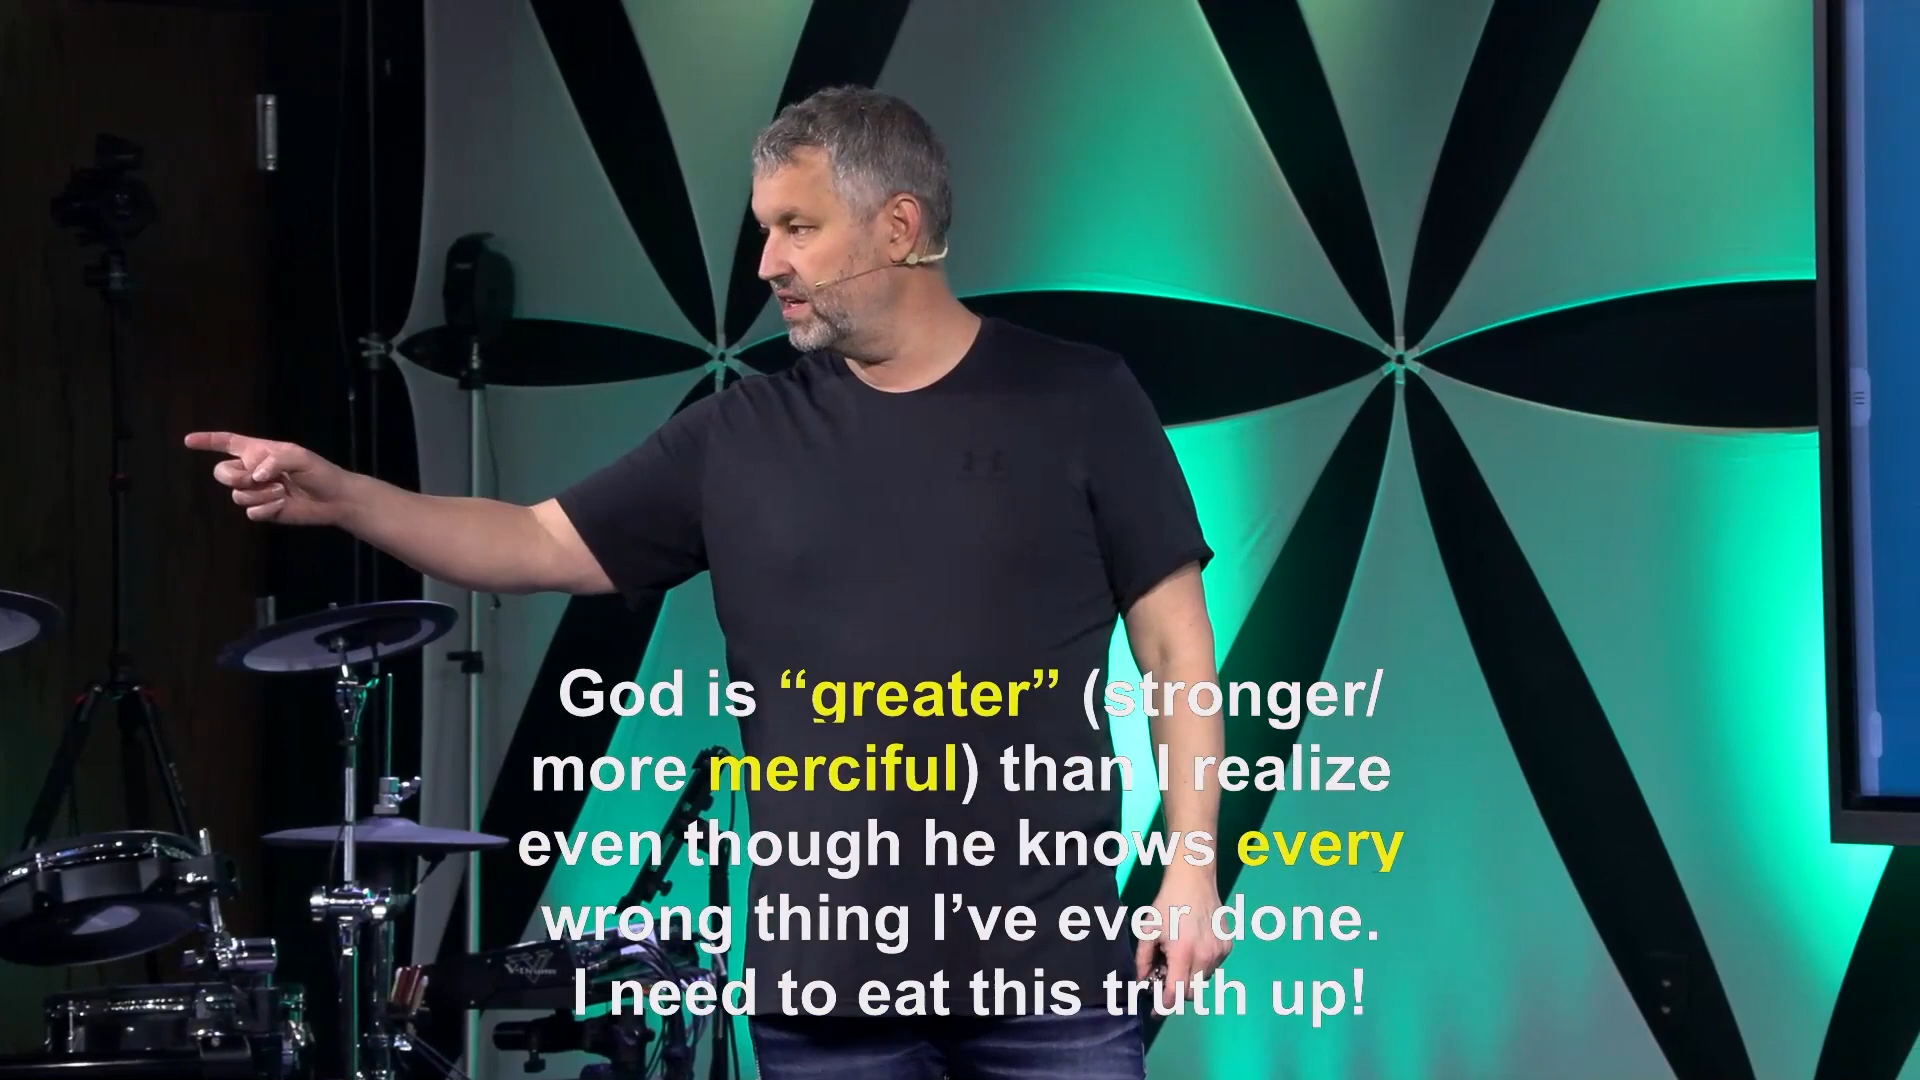 God is “greater” (stronger/
more merciful) than I realize
even though he knows every
wrong thing I’ve ever done.
I need to eat this truth up!
V-Drums